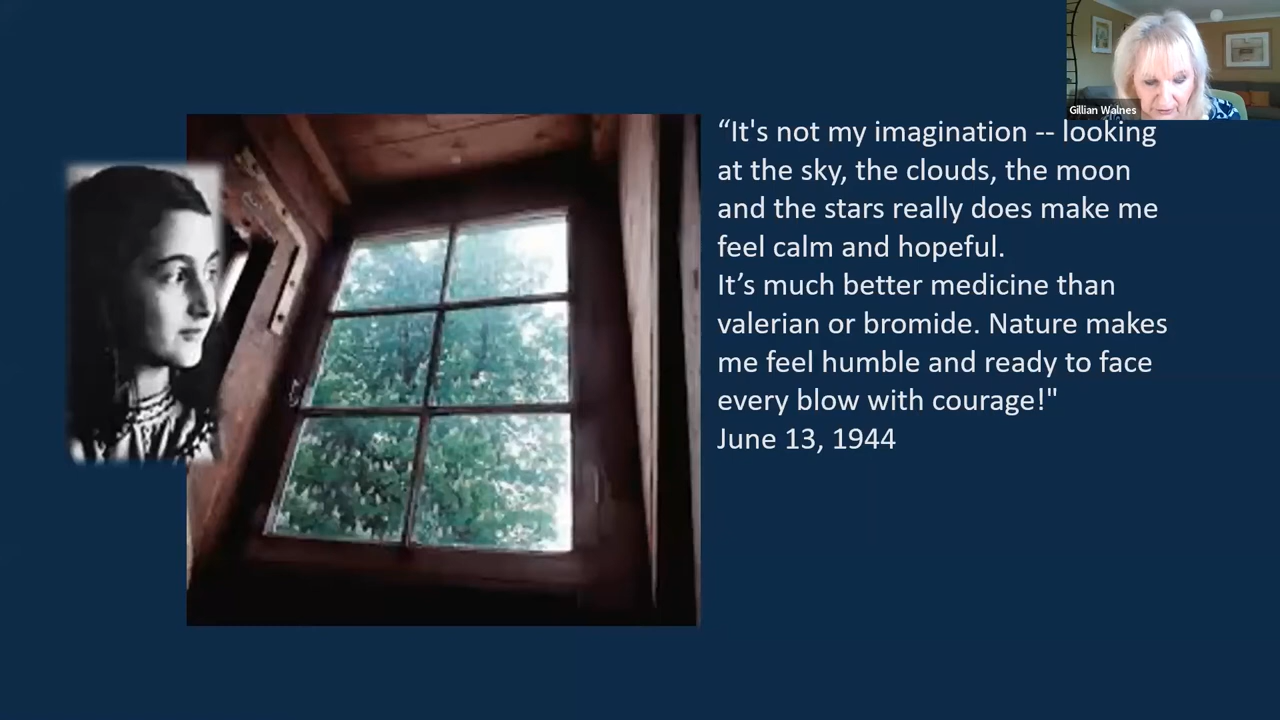 Gillian Walnes
“It's not my imagination -- looking
at the sky, the clouds, the moon
and the stars really does make me
feel calm and hopeful.
It’s much better medicine than
valerian or bromide. Nature makes
me feel humble and ready to face
every blow with courage!"
June 13, 1944